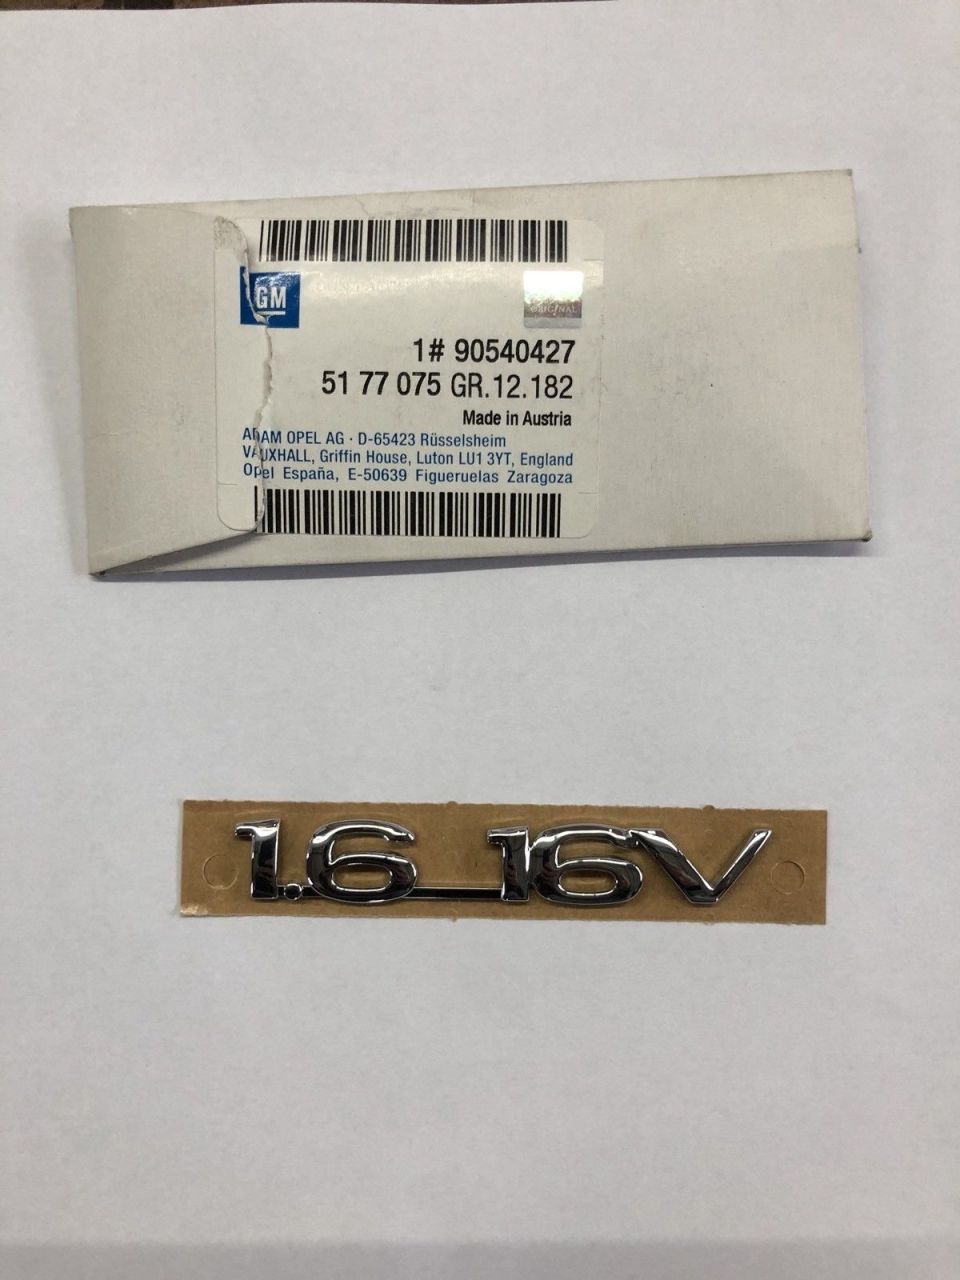 GM
ORIGINAL
1# 90540427
51 77 075 GR.12.182
Made in Austria
ADAM OPEL AG · D-65423 Rüsselsheim
VAUXHALL, Griffin House, Luton LU1 3YT, England
Opel España, E-50639 Figueruelas Zaragoza
1.6 16V